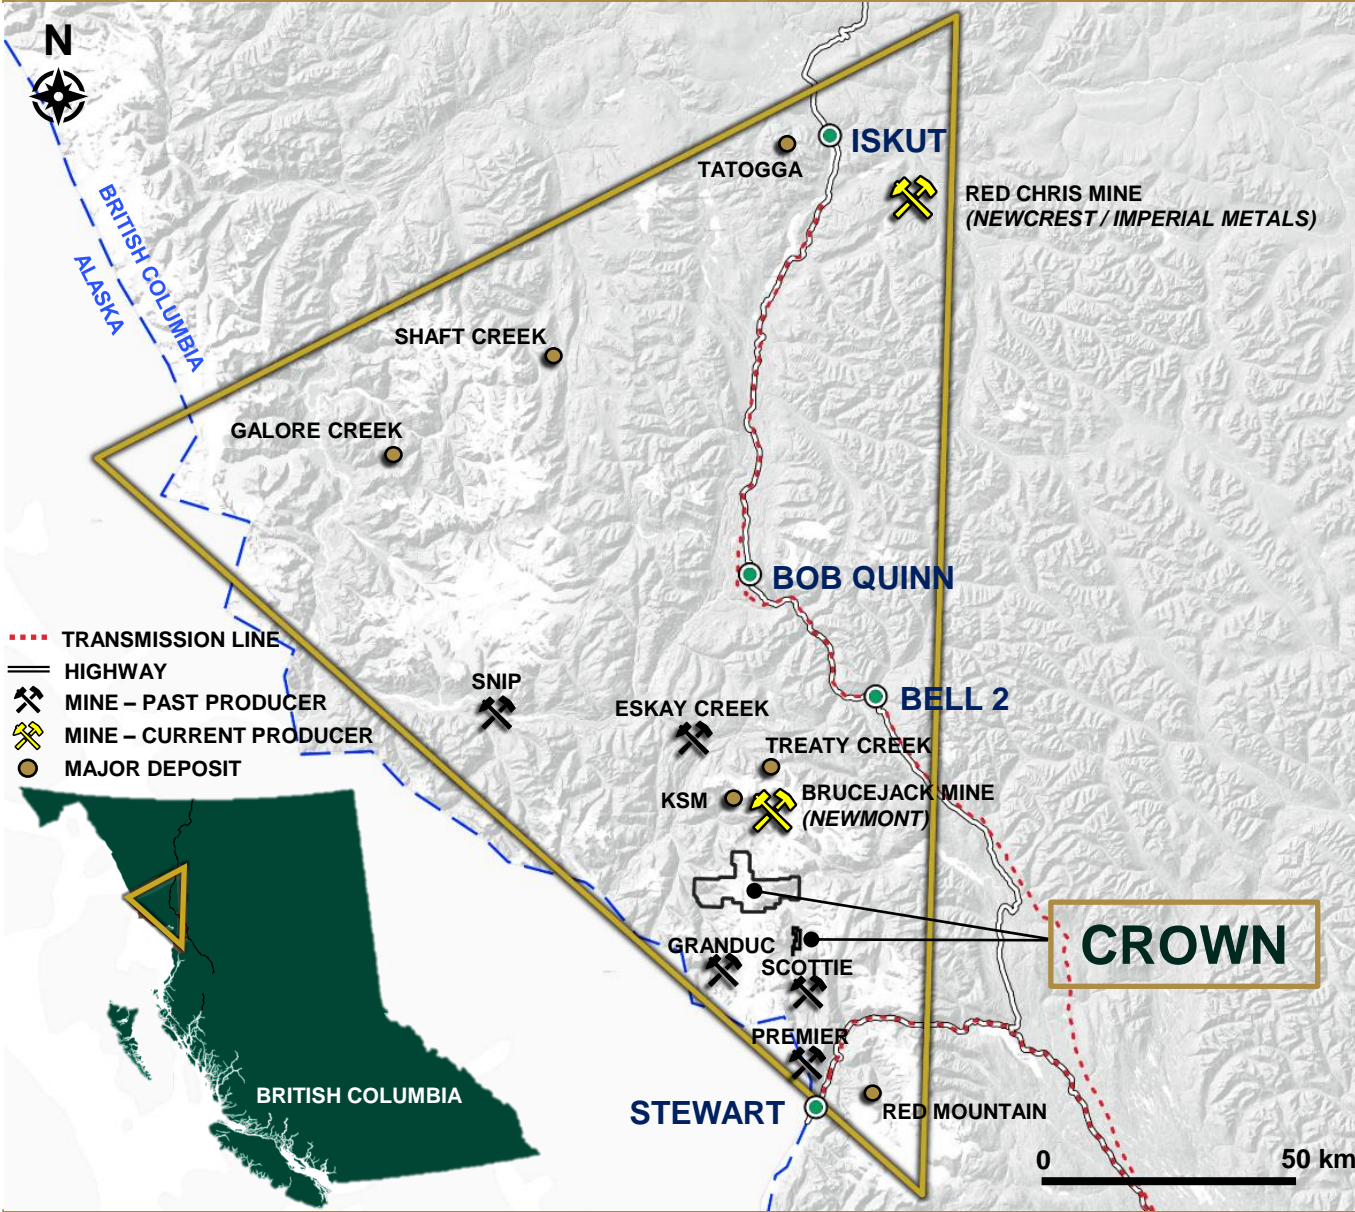 N
ISKUT
TATOGGA
RED CHRIS MINE
(NEWCREST / IMPERIAL METALS)
BRITISH COLUMBIA
ALASKA
SHAFT CREEK
GALORE CREEK
BOB QUINN
TRANSMISSION LINE
HIGHWAY
MINE – PAST PRODUCER
MINE – CURRENT PRODUCER
MAJOR DEPOSIT
SNIP
ESKAY CREEK
BELL 2
TREATY CREEK
KSM
BRUCEJACK MINE
(NEWMONT)
GRANDUC
SCOTTIE
CROWN
PREMIER
STEWART
RED MOUNTAIN
BRITISH COLUMBIA
0
50 km